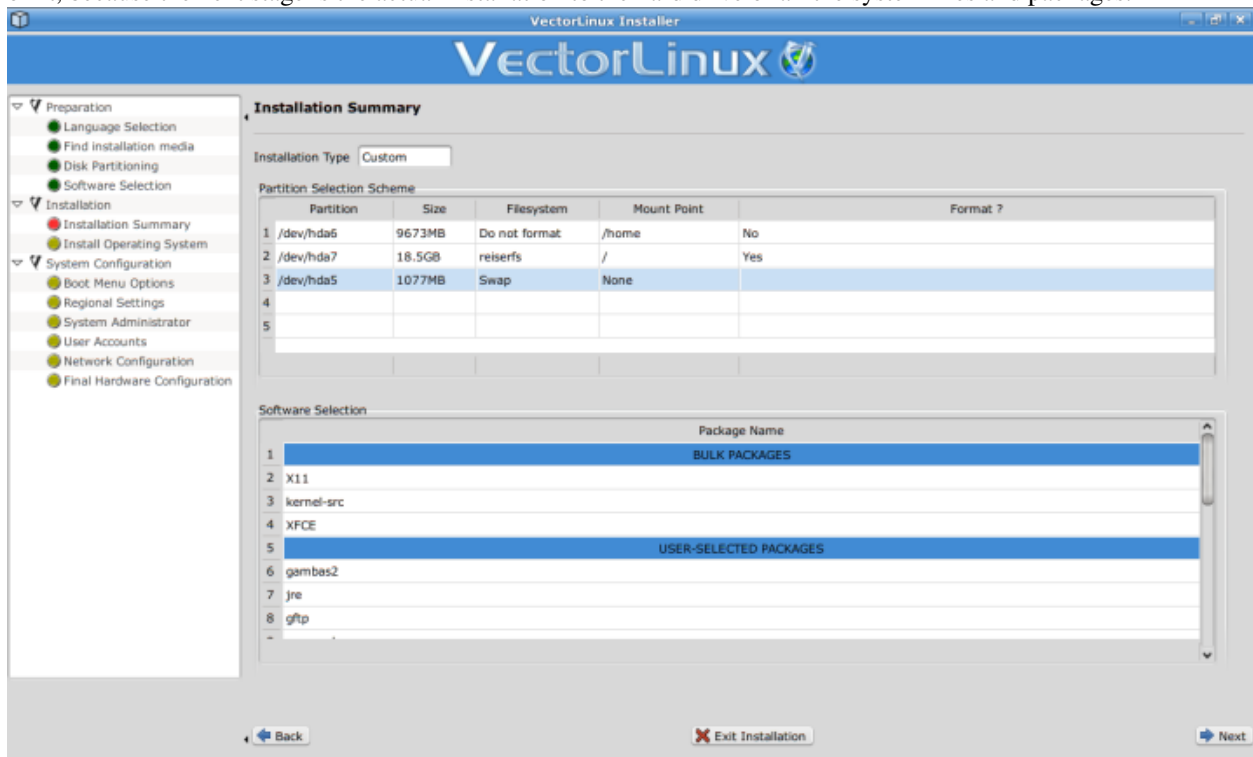 VectorLinux Installer
VectorLinux
Preparation
Language Selection
Find installation media
Disk Partitioning
Software Selection
Installation
Installation Summary
Install Operating System
System Configuration
Boot Menu Options
Regional Settings
System Administrator
User Accounts
Network Configuration
Final Hardware Configuration
Installation Summary
Installation Type Custom
Partition Selection Scheme
Partition Size Filesystem Mount Point Format ?
1 /dev/hda6 9673MB Do not format /home No
2 /dev/hda7 18.5GB reiserfs / Yes
3 /dev/hda5 1077MB Swap None
4
5
Software Selection
Package Name
1 BULK PACKAGES
2 X11
3 kernel-src
4 XFCE
5 USER-SELECTED PACKAGES
6 gambas2
7 jre
8 gftp
Back Exit Installation Next